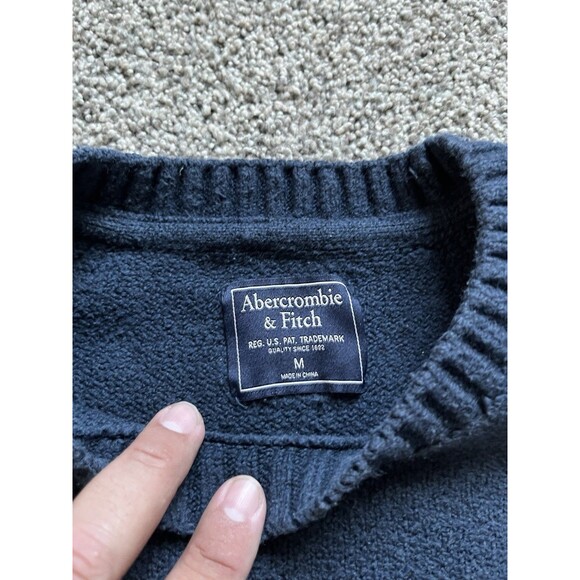 Abercrombie
& Fitch
REG. U.S. PAT. TRADEMARK
QUALITY SINCE 1892
M
MADE IN CHINA